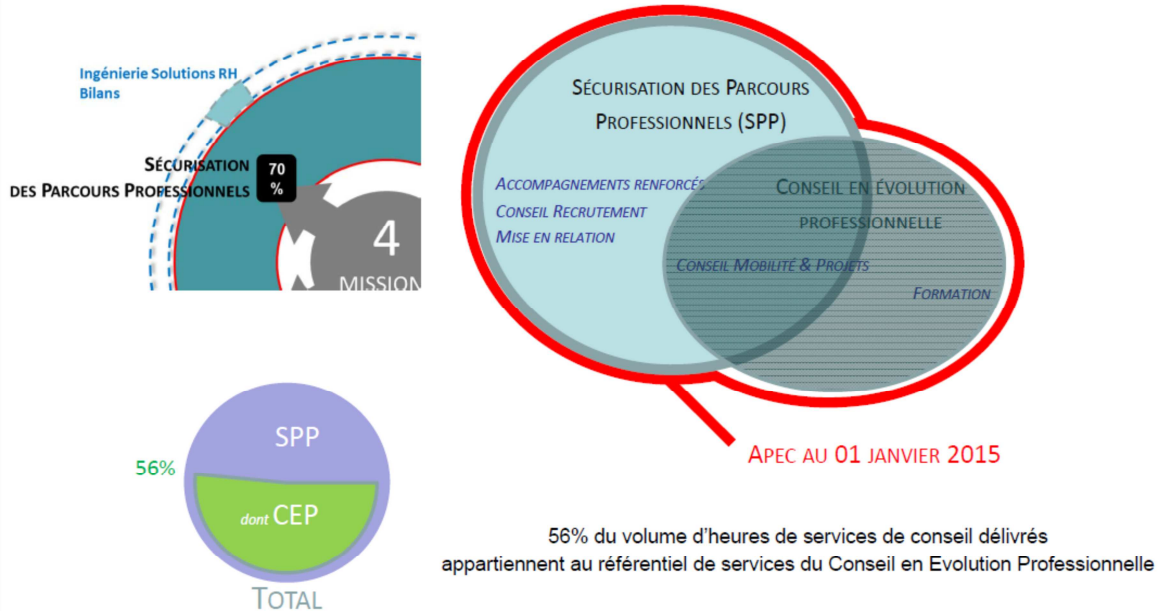 Ingénierie Solutions RH
Bilans
SÉCURISATION
DES PARCOURS PROFESSIONNELS
70
%
4
MISSION
SÉCURISATION DES PARCOURS
PROFESSIONNELS (SPP)
ACCOMPAGNEMENTS RENFORCÉS
CONSEIL RECRUTEMENT
MISE EN RELATION
CONSEIL EN ÉVOLUTION
PROFESSIONNELLE
CONSEIL MOBILITÉ & PROJETS
FORMATION
APEC AU 01 JANVIER 2015
SPP
56%
dont CEP
TOTAL
56% du volume d’heures de services de conseil délivrés
appartiennent au référentiel de services du Conseil en Evolution Professionnelle